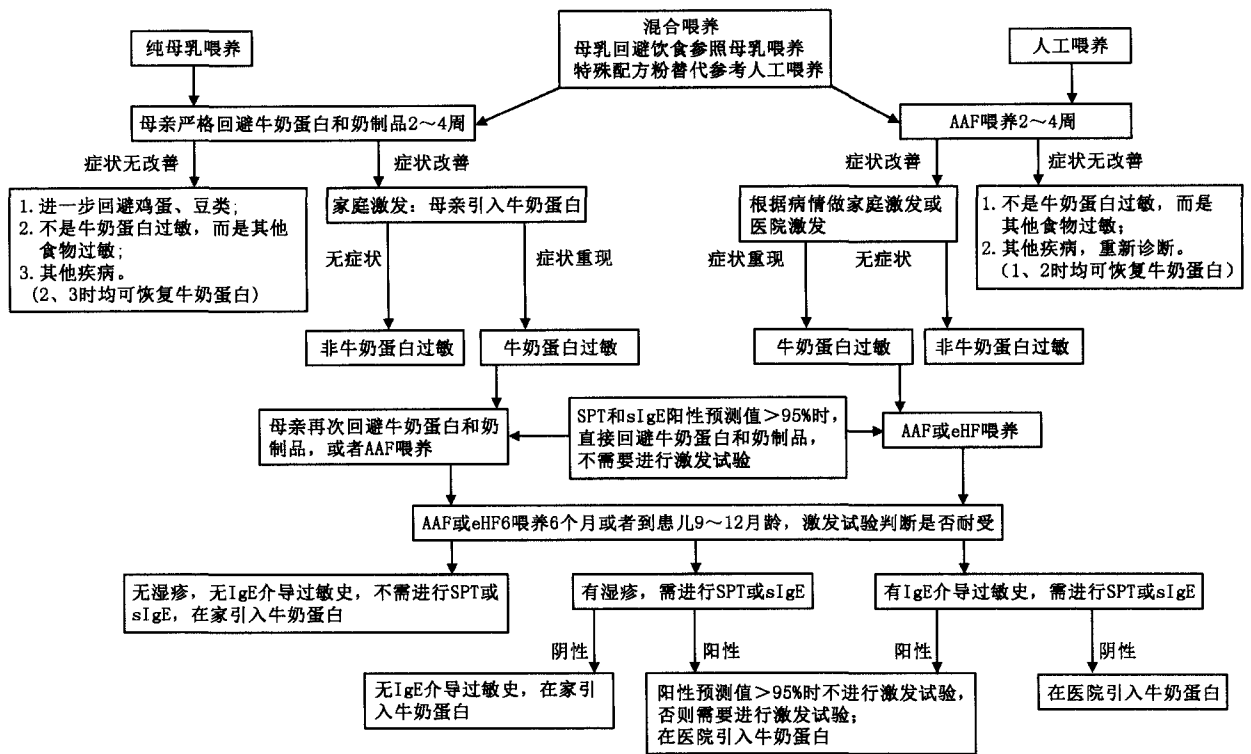 纯母乳喂养
混合喂养
母乳回避饮食参照母乳喂养
特殊配方粉替代参考人工喂养
人工喂养
母亲严格回避牛奶蛋白和奶制品2～4周
AAF喂养2～4周
症状无改善
症状改善
症状改善
症状无改善
1. 进一步回避鸡蛋、豆类;
2. 不是牛奶蛋白过敏，而是其他
食物过敏;
3. 其他疾病。
(2、3时均可恢复牛奶蛋白)
家庭激发: 母亲引入牛奶蛋白
根据病情做家庭激发或
医院激发
1. 不是牛奶蛋白过敏，而是
其他食物过敏;
2. 其他疾病，重新诊断。
(1、2时均可恢复牛奶蛋白)
无症状
症状重现
症状重现
无症状
非牛奶蛋白过敏
牛奶蛋白过敏
牛奶蛋白过敏
非牛奶蛋白过敏
母亲再次回避牛奶蛋白和奶
制品，或者AAF喂养
SPT和sIgE阳性预测值＞95%时，
直接回避牛奶蛋白和奶制品，
不需要进行激发试验
AAF或eHF喂养
AAF或eHF6喂养6个月或者到患儿9～12月龄，激发试验判断是否耐受
无湿疹，无IgE介导过敏史，不需进行SPT或
sIgE，在家引入牛奶蛋白
有湿疹，需进行SPT或sIgE
有IgE介导过敏史，需进行SPT或sIgE
阴性
阳性
阳性
阴性
无IgE介导过敏史，在家引
入牛奶蛋白
阳性预测值＞95%时不进行激发试验，
否则需要进行激发试验;
在医院引入牛奶蛋白
在医院引入牛奶蛋白